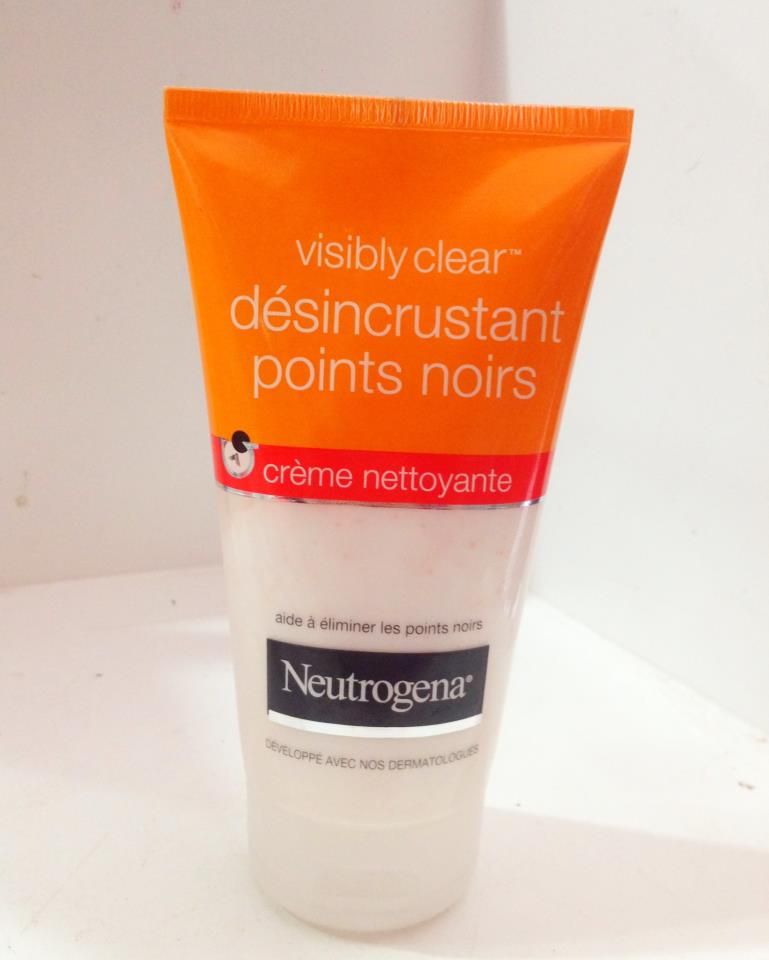 visibly clear™
désincrustant
points noirs
crème nettoyante
aide à éliminer les points noirs
Neutrogena®
DÉVELOPPÉ AVEC NOS DERMATOLOGUES